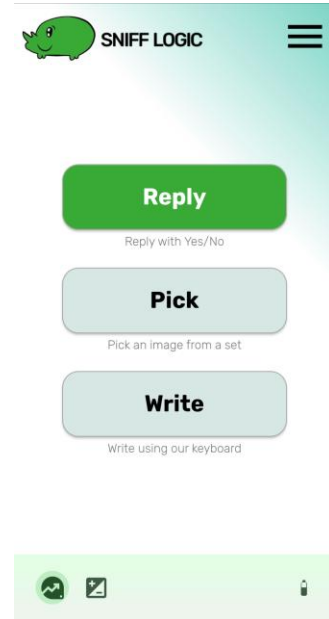 SNIFF LOGIC
Reply
Reply with Yes/No
Pick
Pick an image from a set
Write
Write using our keyboard